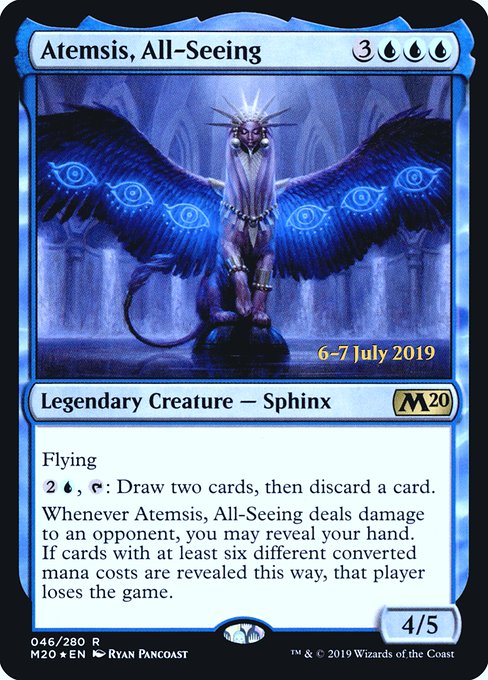 Atemsis, All-Seeing 3
6–7 July 2019
Legendary Creature — Sphinx M20
Flying
2, : Draw two cards, then discard a card.
Whenever Atemsis, All-Seeing deals damage
to an opponent, you may reveal your hand.
If cards with at least six different converted
mana costs are revealed this way, that player
loses the game.
4/5
046/280 R
M20 ★ EN Ryan Pancoast
™ & © 2019 Wizards of the Coast